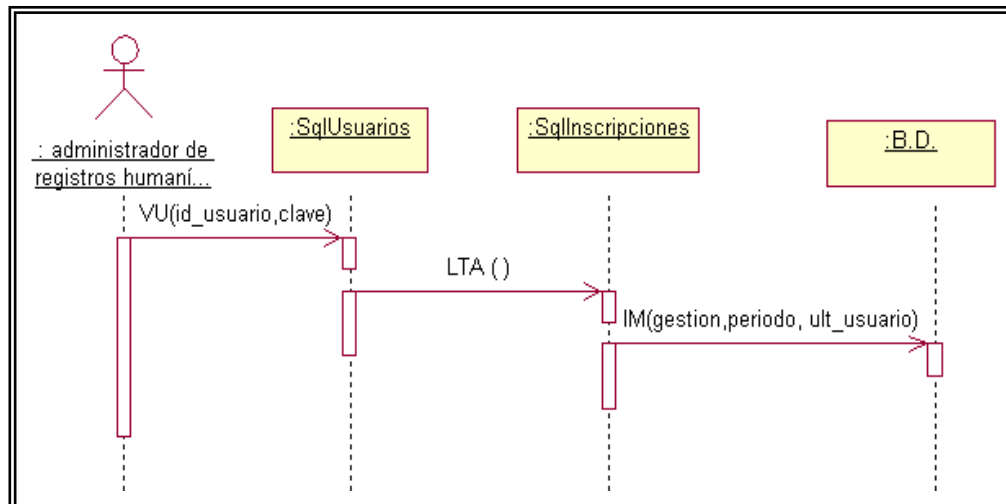 : administrador de
registros humaní...
:SqlUsuarios
:SqlInscripciones
:B.D.
VU(id_usuario,clave)
LTA ()
IM(gestion,periodo, ult_usuario)